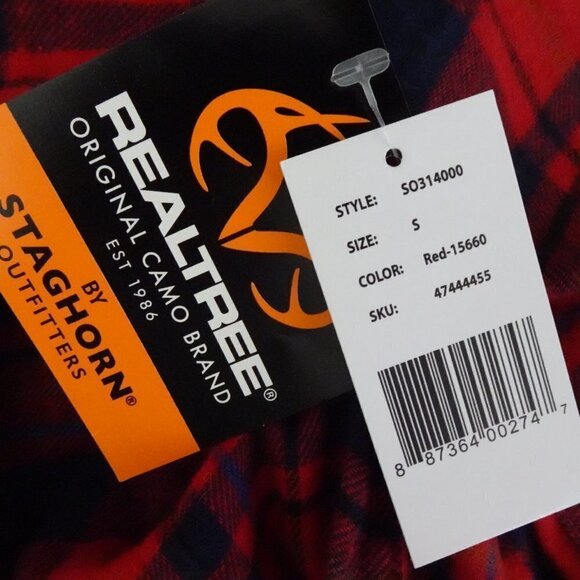 REALTREE®
ORIGINAL CAMO BRAND
EST 1986
BY
STAGHORN®
OUTFITTERS
STYLE: SO314000
SIZE: S
COLOR: Red-15660
SKU: 47444455
8 87364 00274 7